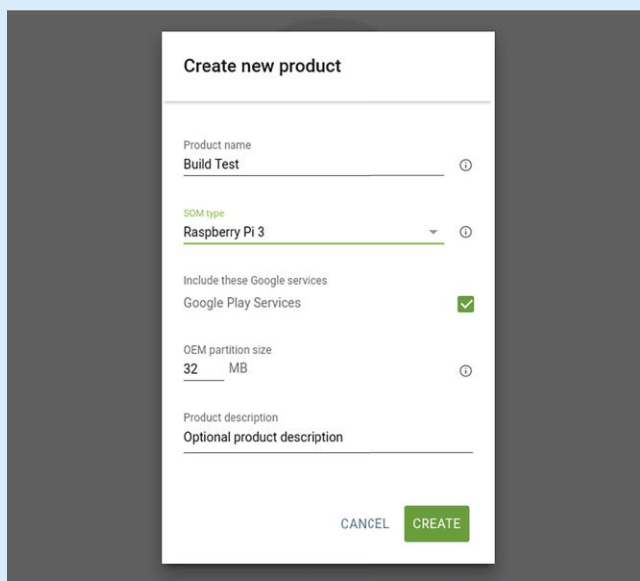 Create new product
Product name
Build Test
SOM type
Raspberry Pi 3
Include these Google services
Google Play Services
OEM partition size
32 MB
Product description
Optional product description
CANCEL CREATE